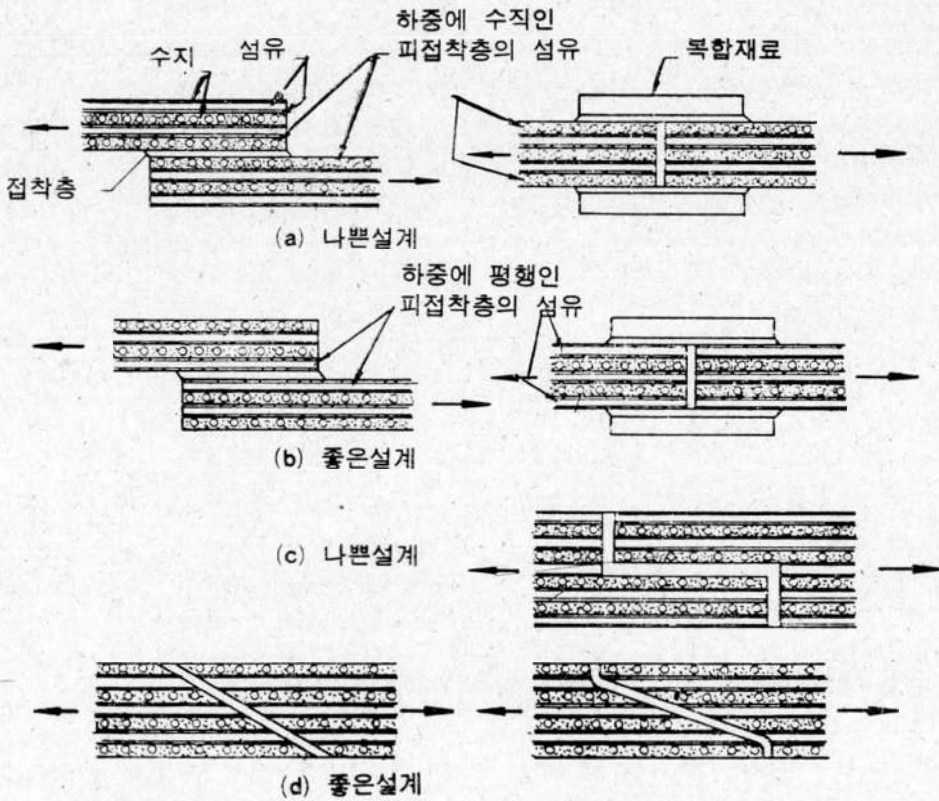 하중에 수직인
피접착층의 섬유
수지
섬유
복합재료
접착층
(a) 나쁜설계
하중에 평행인
피접착층의 섬유
(b) 좋은설계
(c) 나쁜설계
(d) 좋은설계